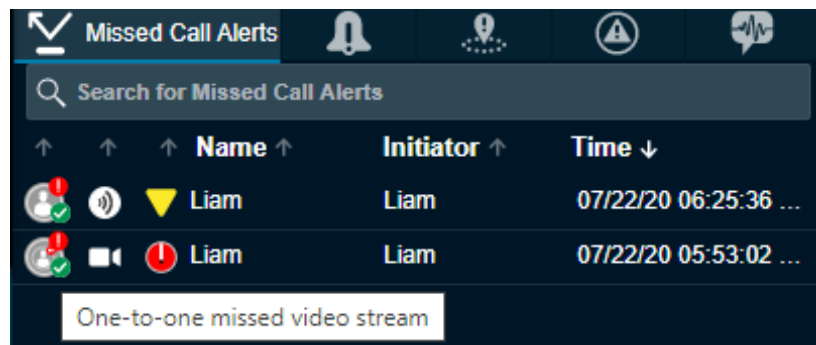 Missed Call Alerts
Search for Missed Call Alerts
Name Initiator Time
Liam Liam 07/22/20 06:25:36 ...
Liam Liam 07/22/20 05:53:02 ...
One-to-one missed video stream